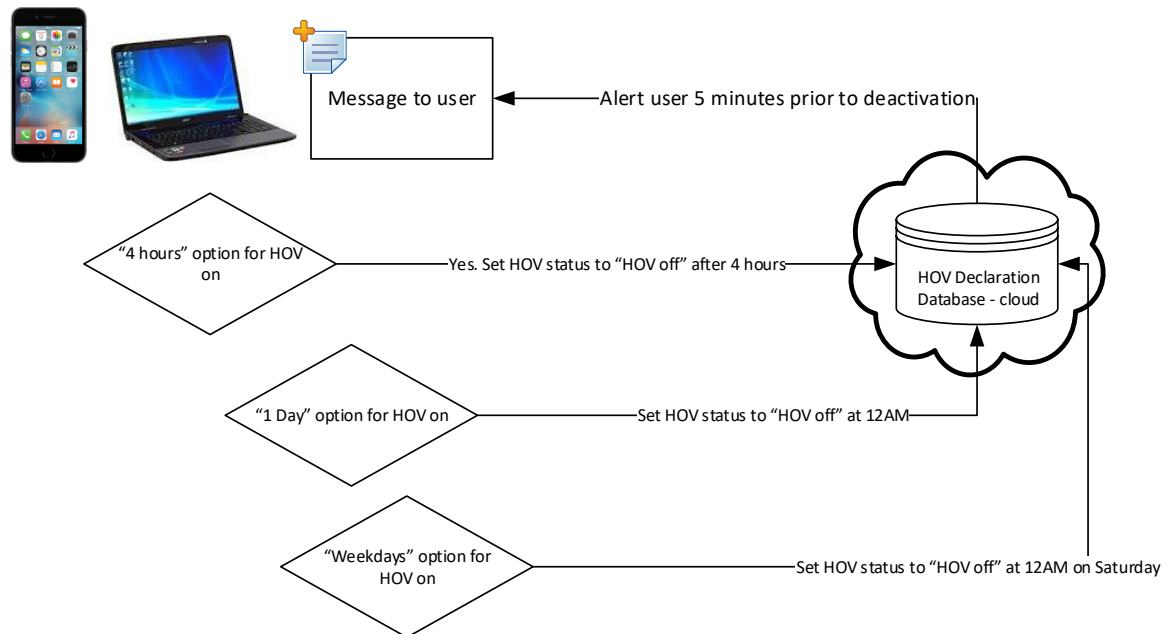 Message to user
Alert user 5 minutes prior to deactivation
“4 hours” option for HOV
on
Yes. Set HOV status to “HOV off” after 4 hours
HOV Declaration
Database - cloud
“1 Day” option for HOV on
Set HOV status to “HOV off” at 12AM
“Weekdays” option for
HOV on
Set HOV status to “HOV off” at 12AM on Saturday